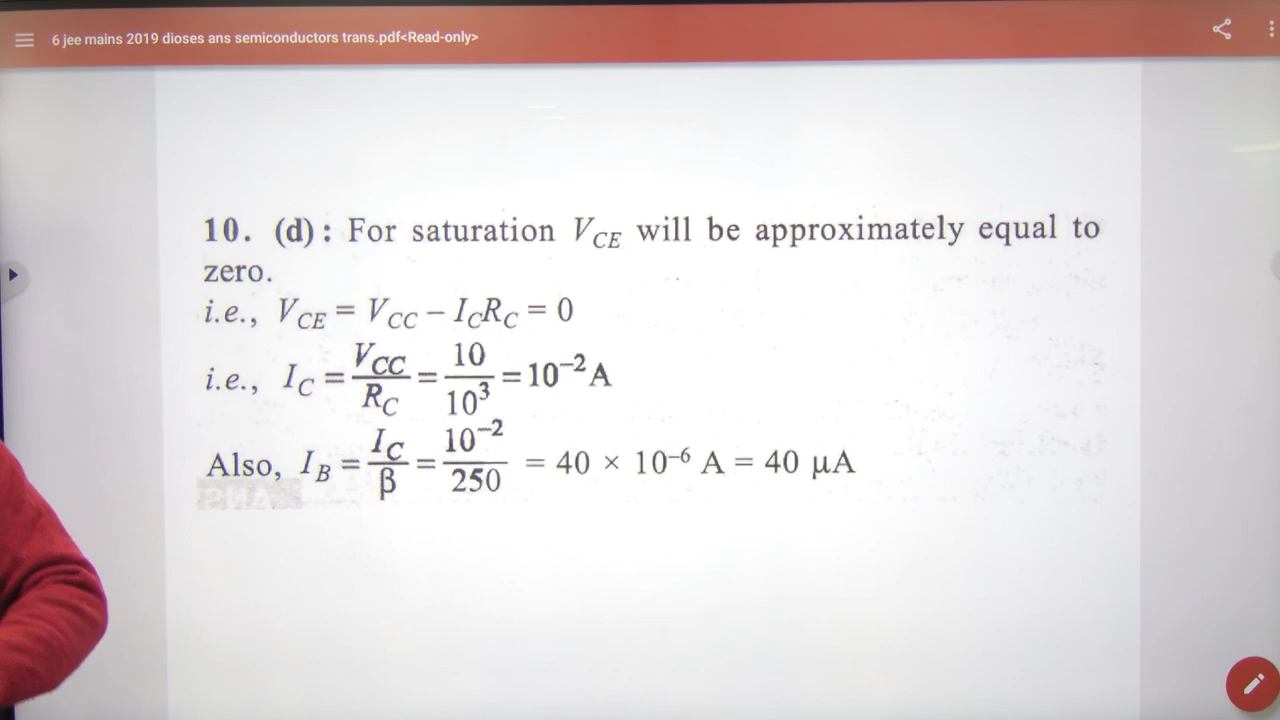 6 jee mains 2019 dioses ans semiconductors trans.pdf<Read-only>
10. (d) : For saturation V_CE will be approximately equal to
zero.
i.e., V_CE = V_CC − I_C R_C = 0
i.e., I_C = V_CC / R_C = 10 / 10³ = 10⁻² A
Also, I_B = I_C / β = 10⁻² / 250 = 40 × 10⁻⁶ A = 40 μA